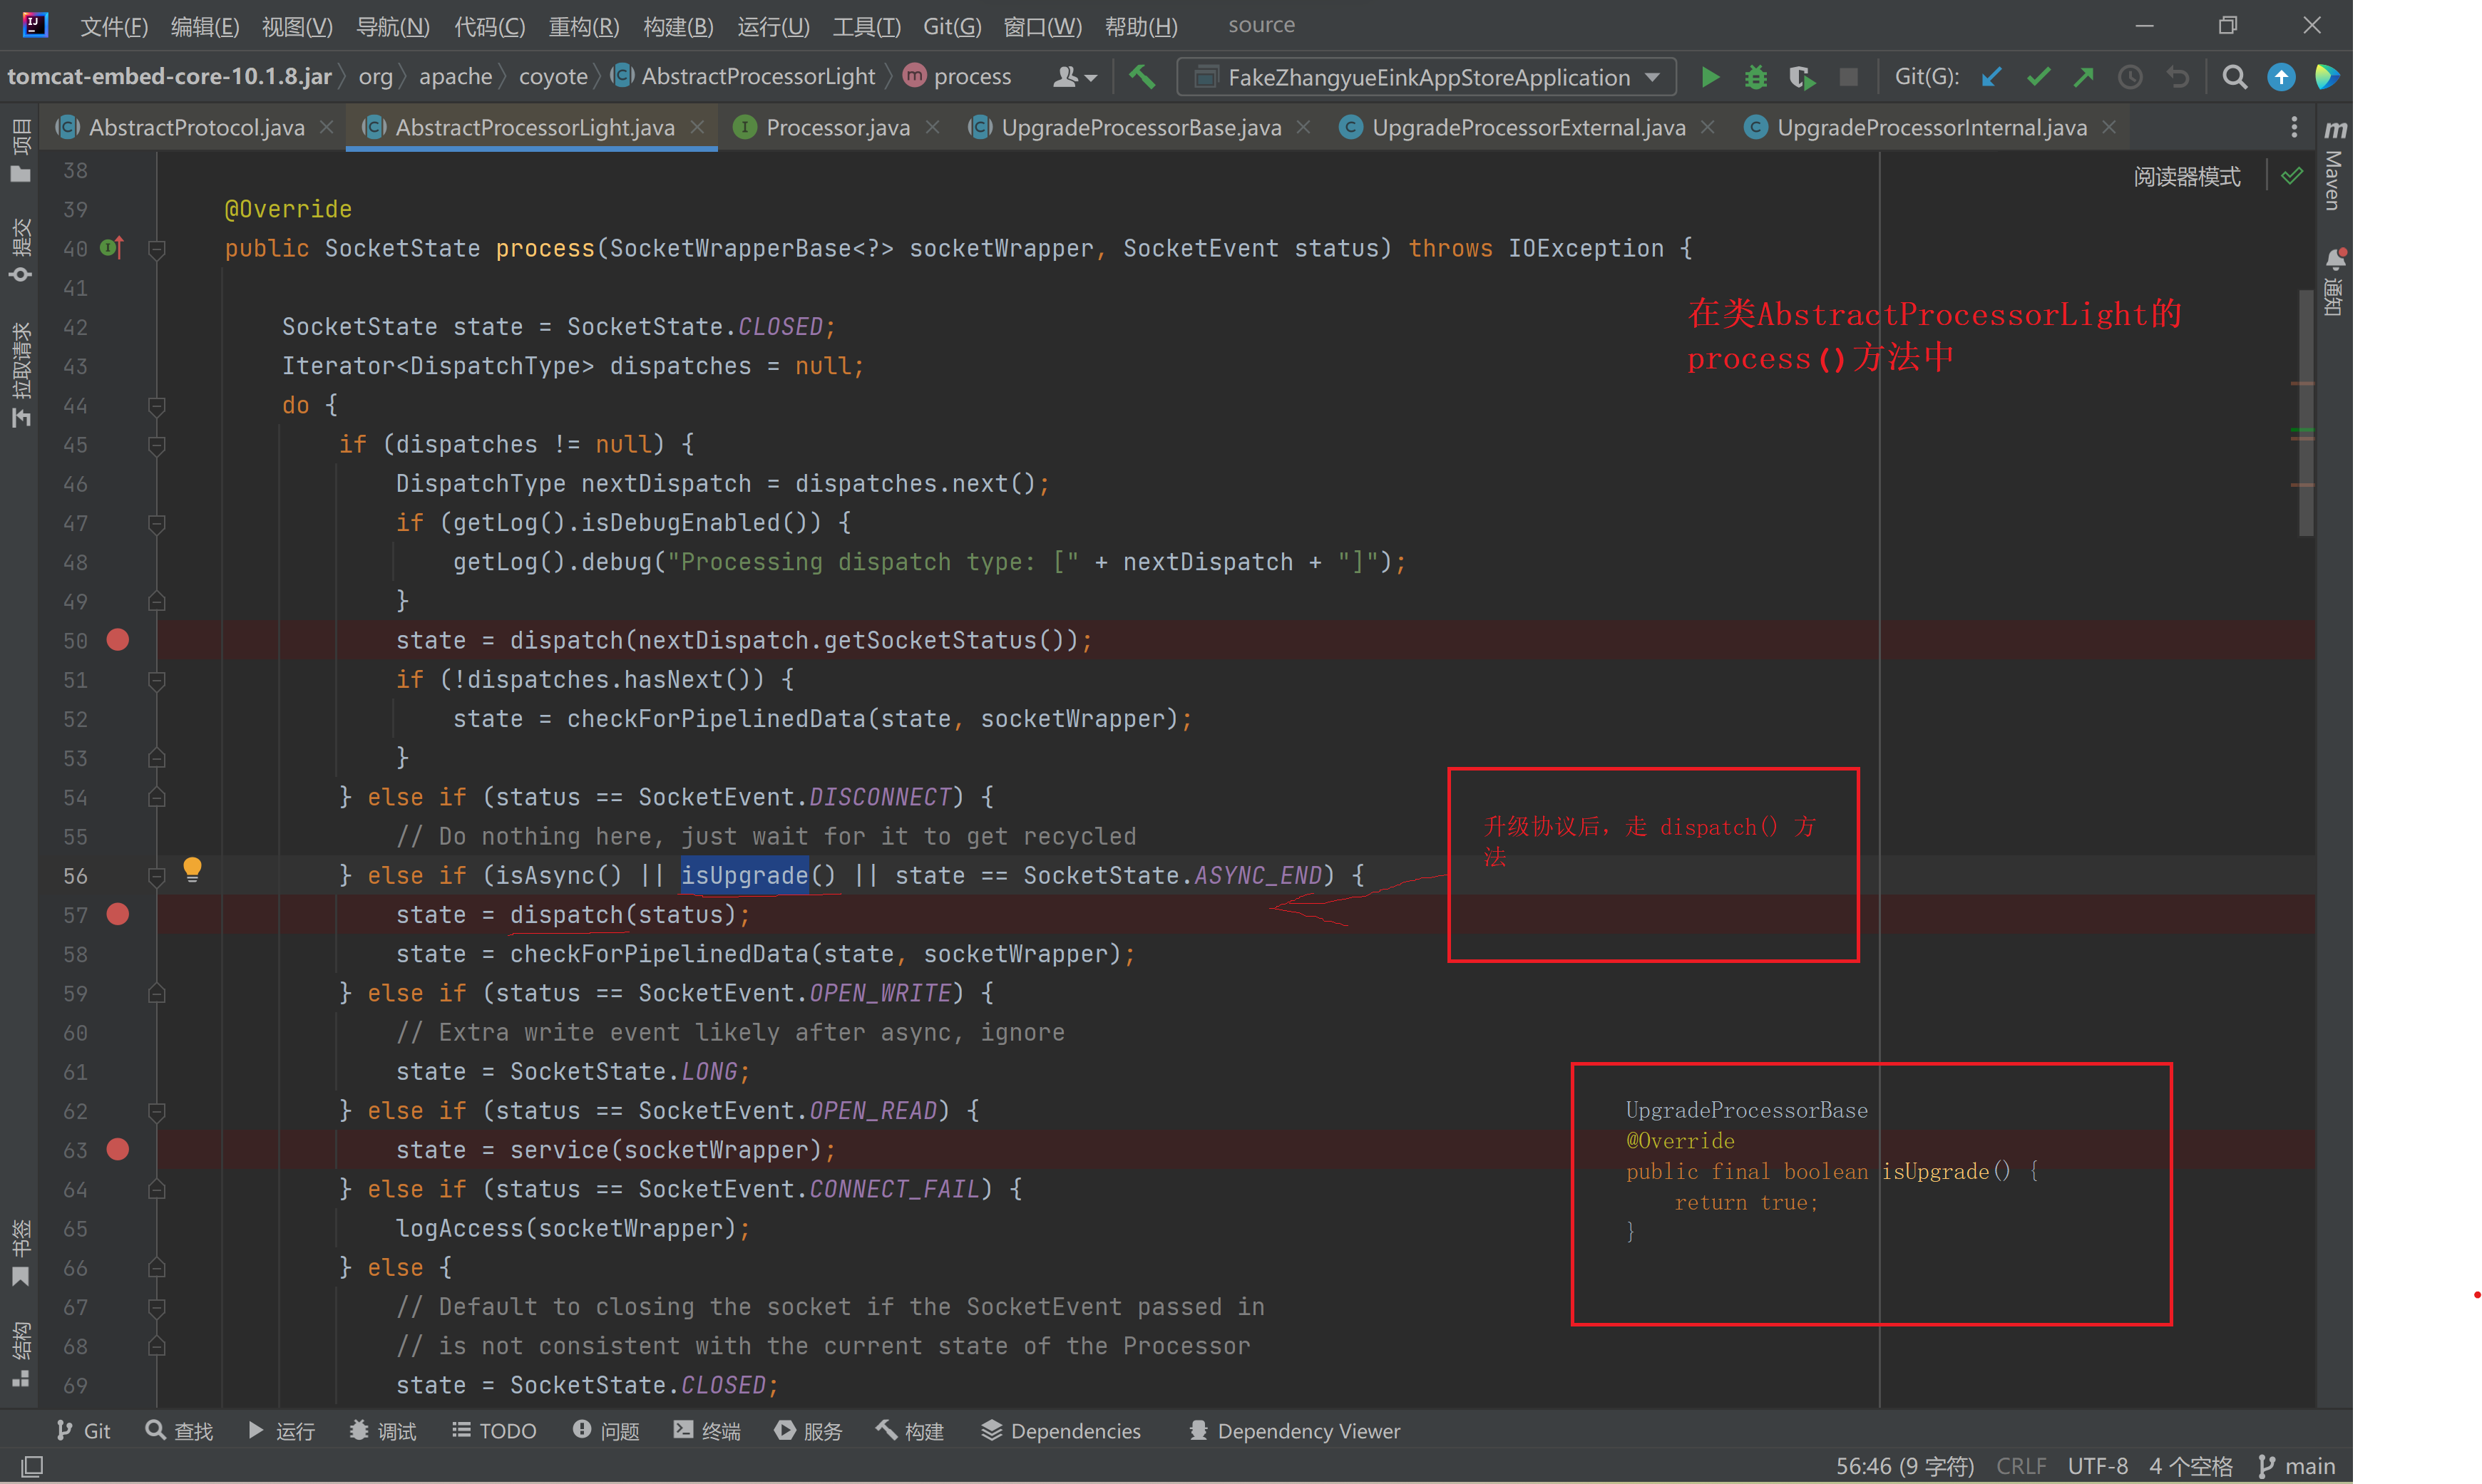 文件(F) 编辑(E) 视图(V) 导航(N) 代码(C) 重构(R) 构建(B) 运行(U) 工具(T) Git(G) 窗口(W) 帮助(H) source
tomcat-embed-core-10.1.8.jar org apache coyote AbstractProcessorLight process FakeZhangyueEinkAppStoreApplication Git(G):
AbstractProtocol.java AbstractProcessorLight.java Processor.java UpgradeProcessorBase.java UpgradeProcessorExternal.java UpgradeProcessorInternal.java
项目
提交
拉取请求
书签
结构
m Maven
通知
阅读器模式
38
39 @Override
40 public SocketState process(SocketWrapperBase<?> socketWrapper, SocketEvent status) throws IOException {
41
42 SocketState state = SocketState.CLOSED;
43 Iterator<DispatchType> dispatches = null;
44 do {
45 if (dispatches != null) {
46 DispatchType nextDispatch = dispatches.next();
47 if (getLog().isDebugEnabled()) {
48 getLog().debug("Processing dispatch type: [" + nextDispatch + "]");
49 }
50 state = dispatch(nextDispatch.getSocketStatus());
51 if (!dispatches.hasNext()) {
52 state = checkForPipelinedData(state, socketWrapper);
53 }
54 } else if (status == SocketEvent.DISCONNECT) {
55 // Do nothing here, just wait for it to get recycled
56 } else if (isAsync() || isUpgrade() || state == SocketState.ASYNC_END) {
57 state = dispatch(status);
58 state = checkForPipelinedData(state, socketWrapper);
59 } else if (status == SocketEvent.OPEN_WRITE) {
60 // Extra write event likely after async, ignore
61 state = SocketState.LONG;
62 } else if (status == SocketEvent.OPEN_READ) {
63 state = service(socketWrapper);
64 } else if (status == SocketEvent.CONNECT_FAIL) {
65 logAccess(socketWrapper);
66 } else {
67 // Default to closing the socket if the SocketEvent passed in
68 // is not consistent with the current state of the Processor
69 state = SocketState.CLOSED;
在类AbstractProcessorLight的
process()方法中
升级协议后，走 dispatch() 方
法
UpgradeProcessorBase
@Override
public final boolean isUpgrade() {
return true;
}
Git 查找 运行 调试 TODO 问题 终端 服务 构建 Dependencies Dependency Viewer
56:46 (9 字符) CRLF UTF-8 4 个空格 main